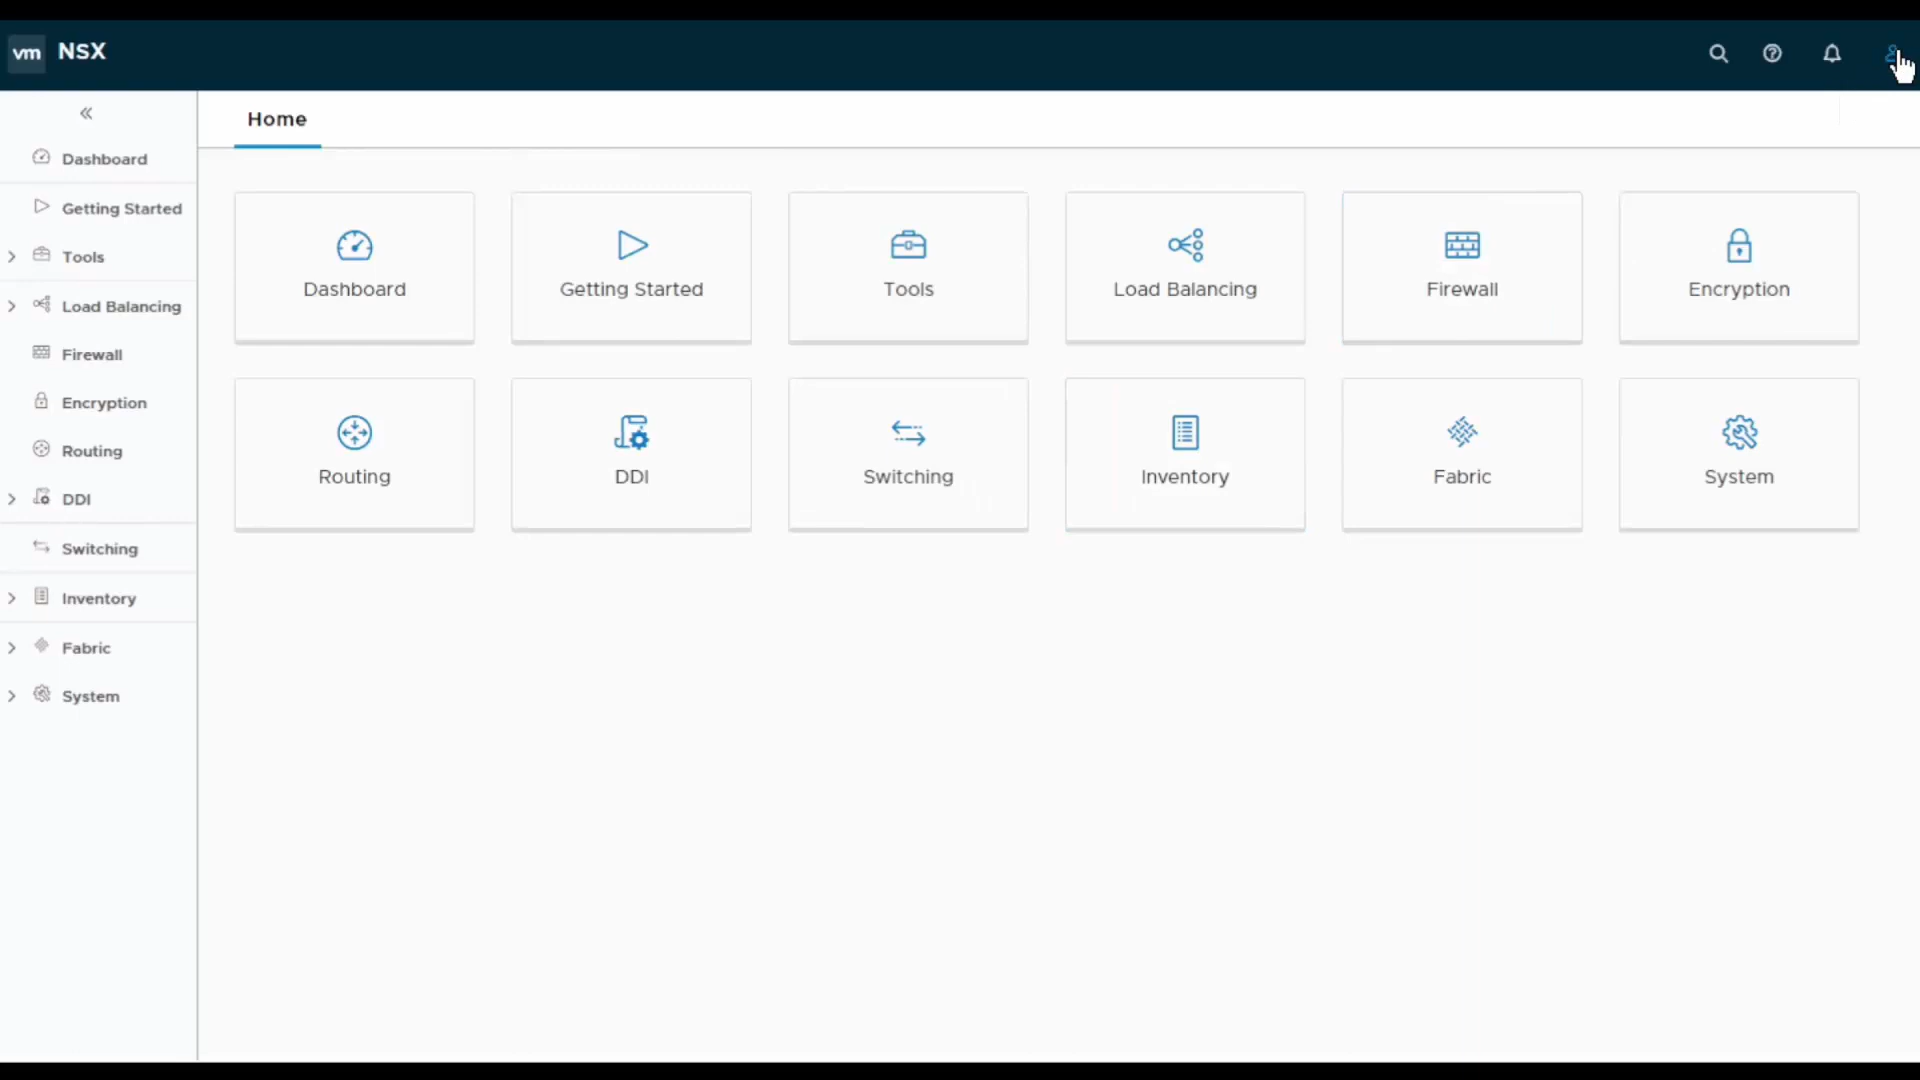 vm NSX
Home
Dashboard
Getting Started
Tools
Load Balancing
Firewall
Encryption
Routing
DDI
Switching
Inventory
Fabric
System
Dashboard
Getting Started
Tools
Load Balancing
Firewall
Encryption
Routing
DDI
Switching
Inventory
Fabric
System